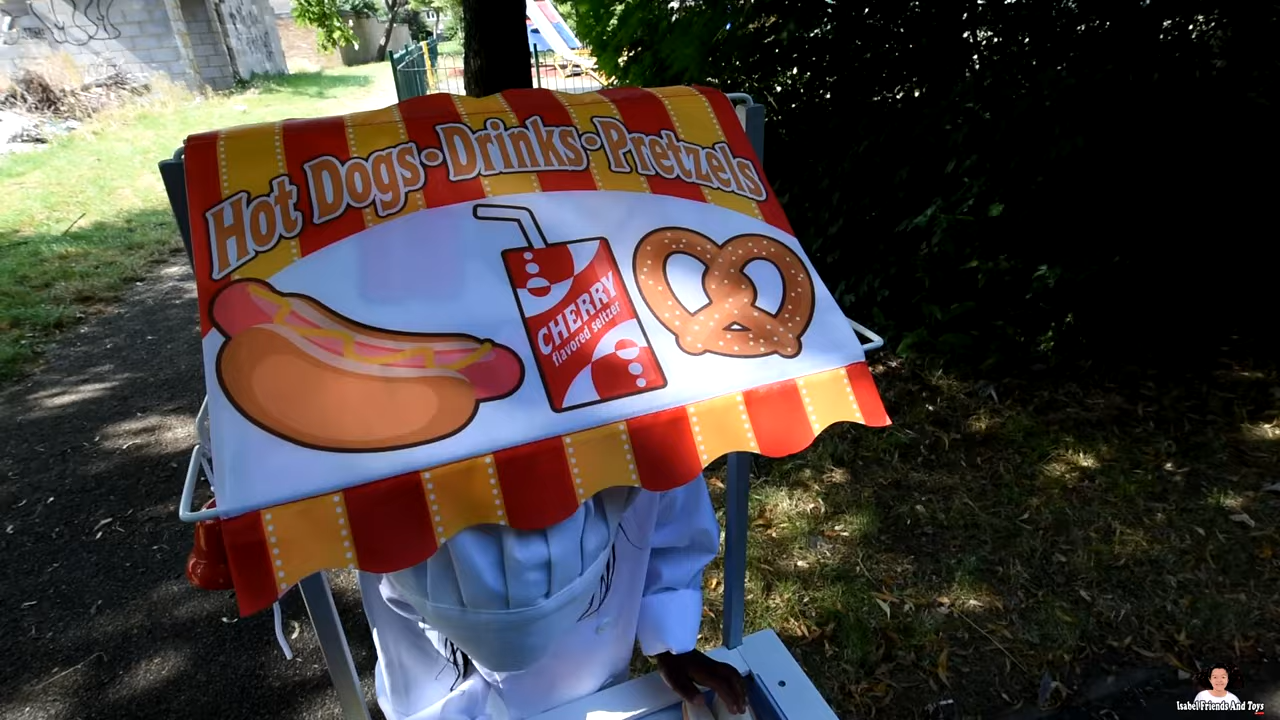 Hot Dogs • Drinks • Pretzels
CHERRY
flavored seltzer
Isabel Friends And Toys